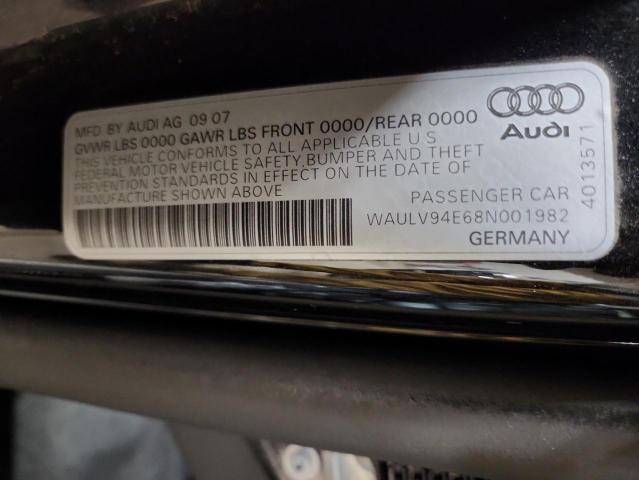 MFD BY AUDI AG 09 07
GVWR LBS 0000 GAWR LBS FRONT 0000/REAR 0000
THIS VEHICLE CONFORMS TO ALL APPLICABLE U S
FEDERAL MOTOR VEHICLE SAFETY, BUMPER AND THEFT
PREVENTION STANDARDS IN EFFECT ON THE DATE OF
MANUFACTURE SHOWN ABOVE
Audi
4013571
PASSENGER CAR
WAULV94E68N001982
GERMANY